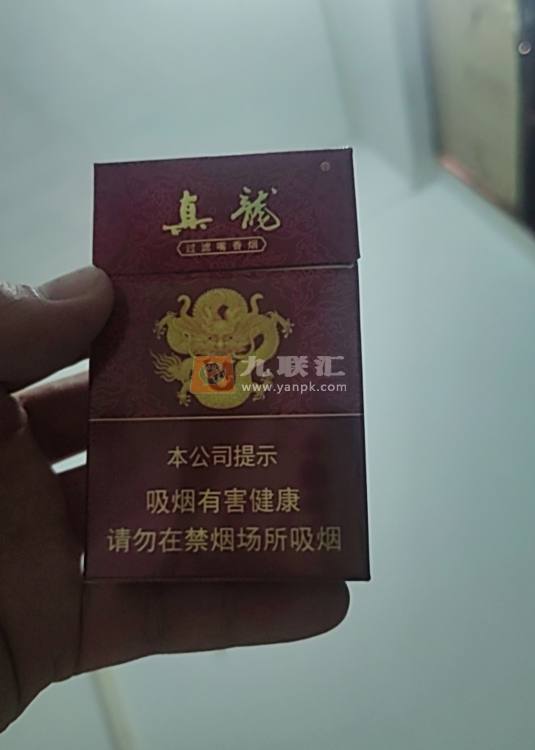 真龍
过滤嘴香烟
九联汇
www.yanpk.com
本公司提示
吸烟有害健康
请勿在禁烟场所吸烟